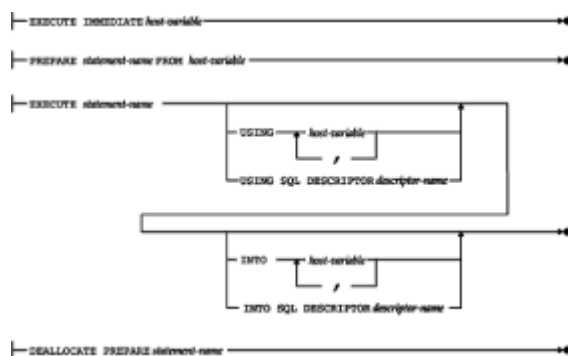 EXECUTE IMMEDIATE host-variable
PREPARE statement-name FROM host-variable
EXECUTE statement-name
USING host-variable
,
USING SQL DESCRIPTOR descriptor-name
INTO host-variable
,
INTO SQL DESCRIPTOR descriptor-name
DEALLOCATE PREPARE statement-name